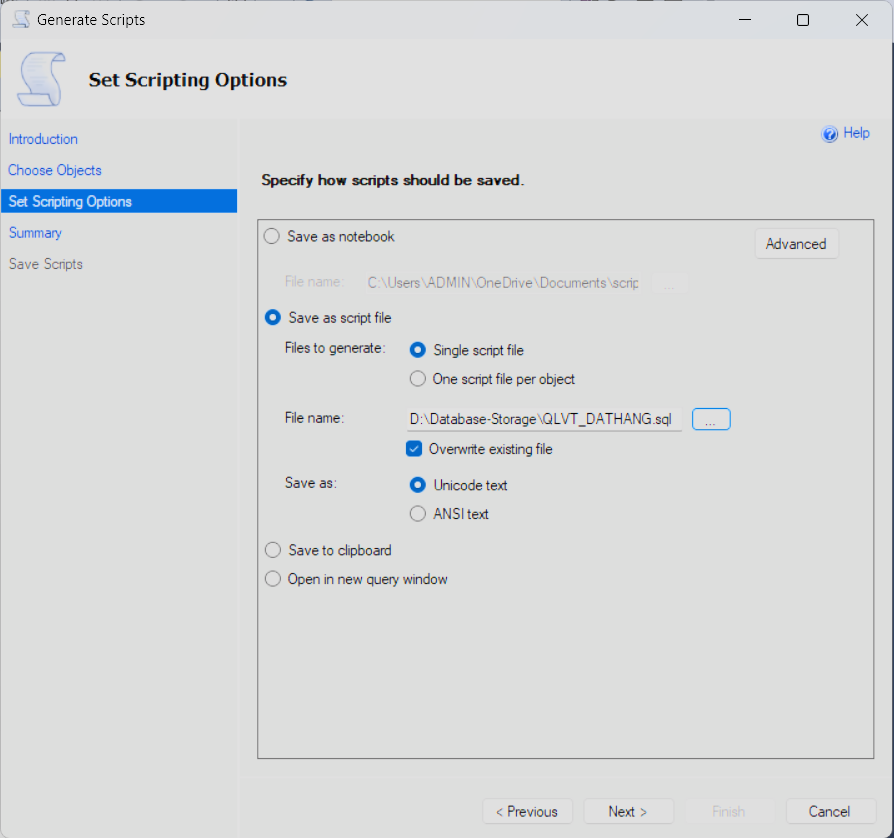 Generate Scripts
Set Scripting Options
Help
Introduction
Choose Objects
Set Scripting Options
Summary
Save Scripts
Specify how scripts should be saved.
Save as notebook
Advanced
File name: C:\Users\ADMIN\OneDrive\Documents\scrip ...
Save as script file
Files to generate: Single script file
One script file per object
File name: D:\Database-Storage\QLVT_DATHANG.sql ...
Overwrite existing file
Save as: Unicode text
ANSI text
Save to clipboard
Open in new query window
< Previous Next > Finish Cancel